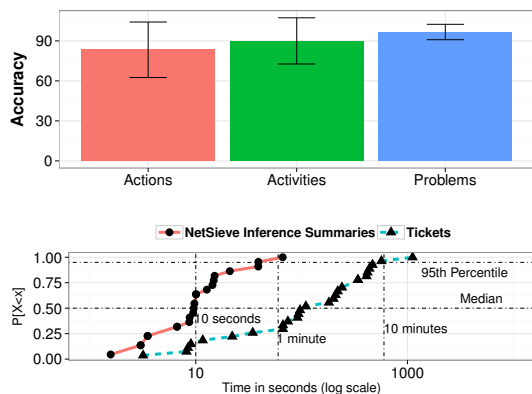 Accuracy
90
60
30
0
Actions Activities Problems
NetSieve Inference Summaries Tickets
P[X<x]
1.00
0.75
0.50
0.25
0.00
95th Percentile
Median
10 seconds
1 minute
10 minutes
10 1000
Time in seconds (log scale)